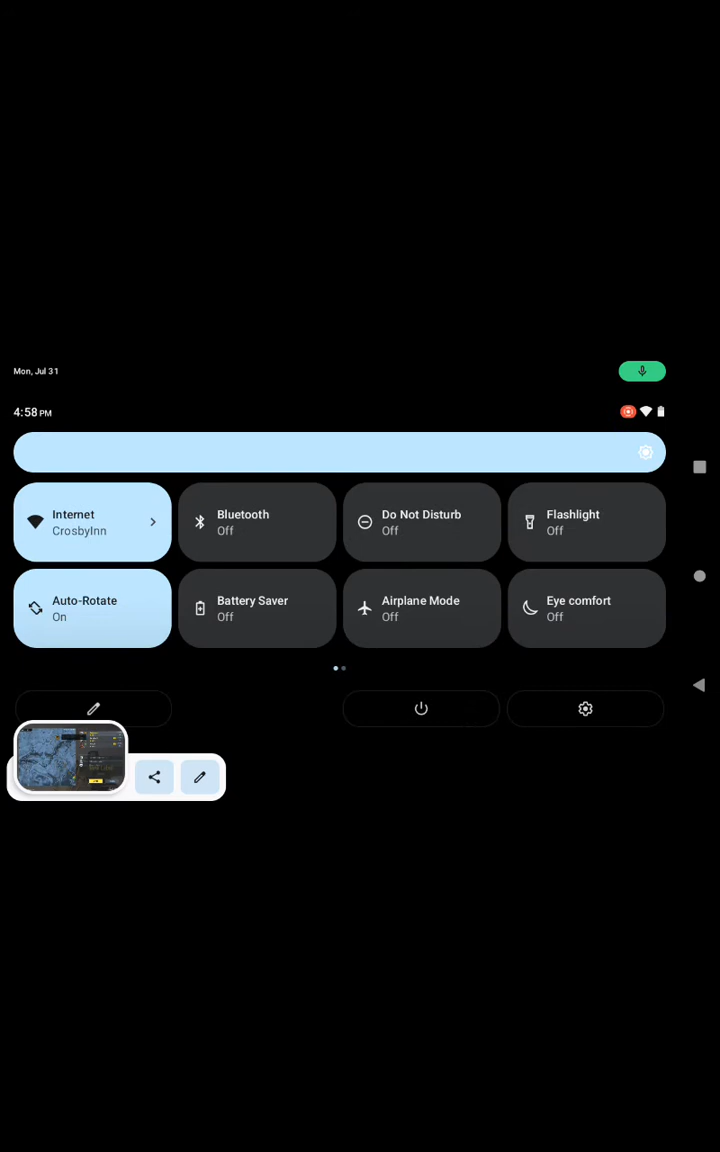 Mon, Jul 31
4:58 PM
Internet
CrosbyInn
Bluetooth
Off
Do Not Disturb
Off
Flashlight
Off
Auto-Rotate
On
Battery Saver
Off
Airplane Mode
Off
Eye comfort
Off